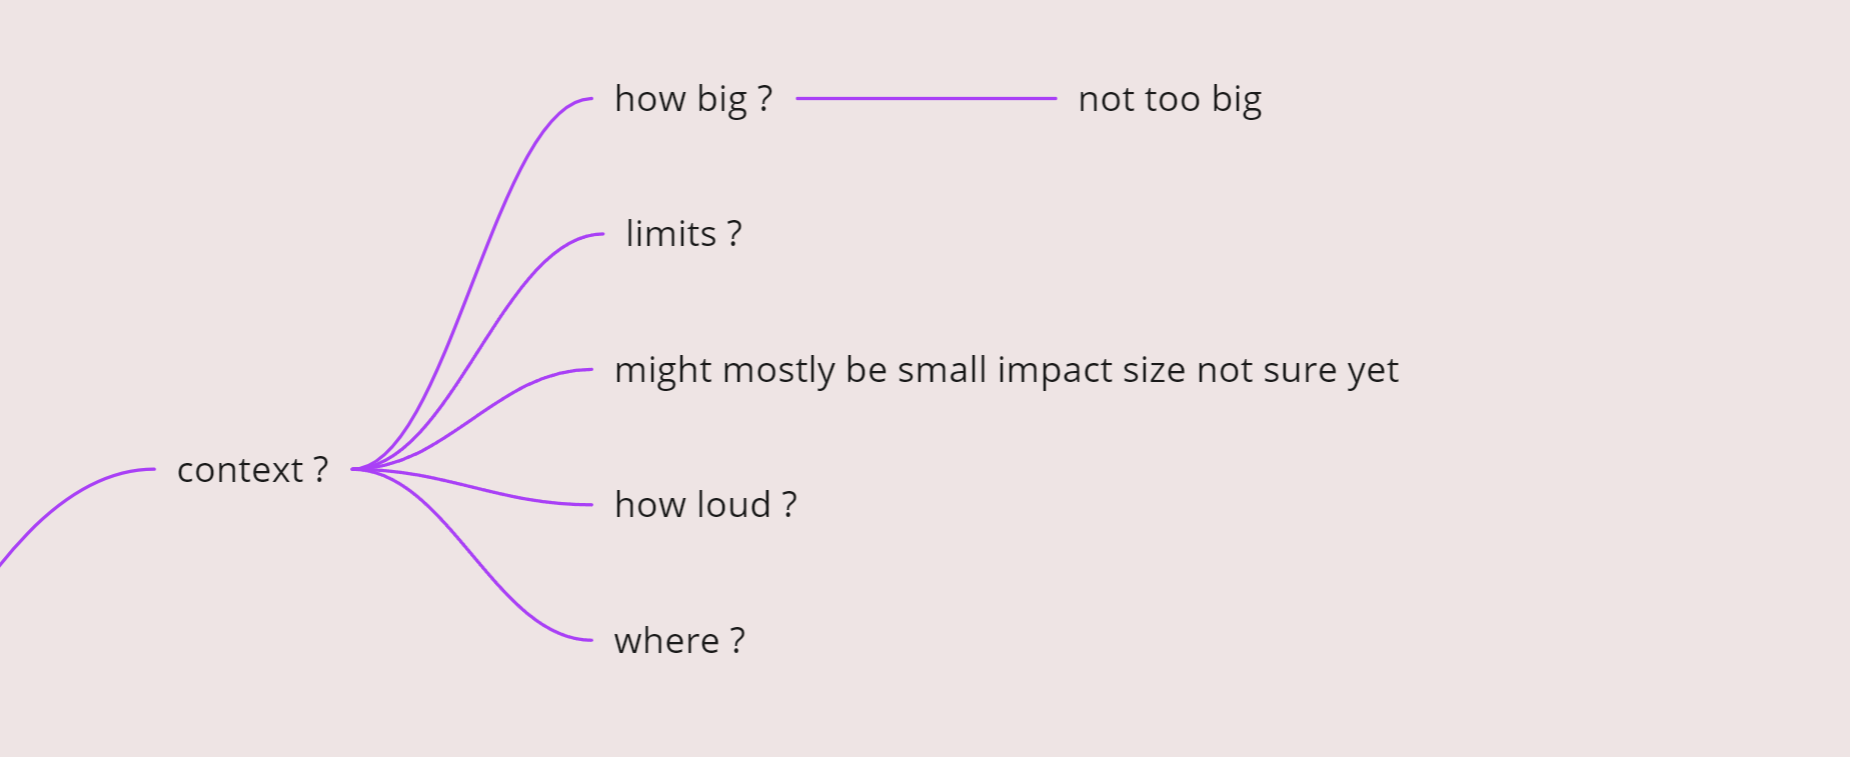 how big ?
not too big
limits ?
might mostly be small impact size not sure yet
context ?
how loud ?
where ?